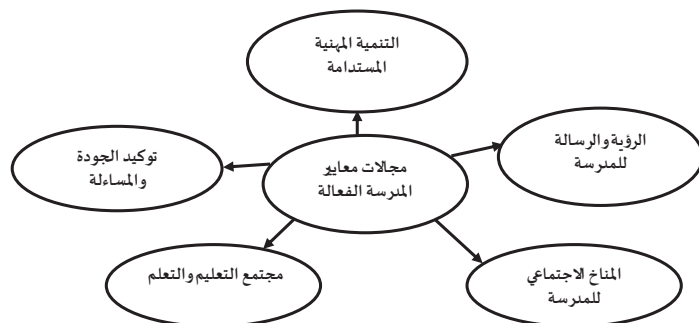 التنمية المهنية
المستدامة
الرؤية والرسالة
للمدرسة
مجالات معايير
المدرسة الفعالة
توكيد الجودة
والمساءلة
المناخ الاجتماعي
للمدرسة
مجتمع التعليم والتعلم